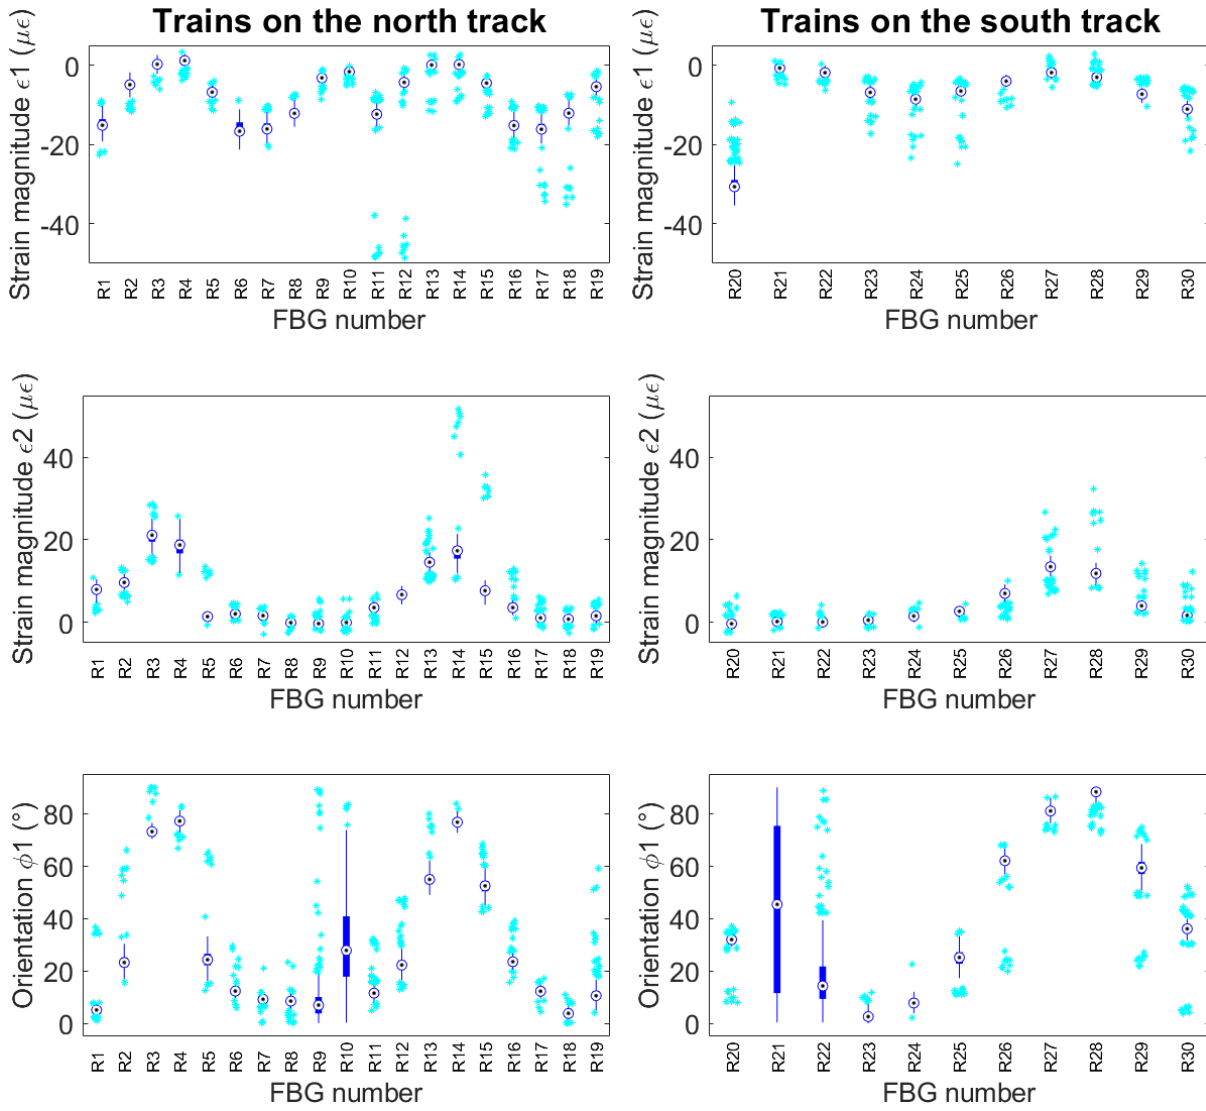 Trains on the north track
Trains on the south track
Strain magnitude ϵ1 (μϵ)
0
-20
-40
R1 R2 R3 R4 R5 R6 R7 R8 R9 R10 R11 R12 R13 R14 R15 R16 R17 R18 R19
FBG number
Strain magnitude ϵ1 (μϵ)
0
-20
-40
R20 R21 R22 R23 R24 R25 R26 R27 R28 R29 R30
FBG number
Strain magnitude ϵ2 (μϵ)
40
20
0
R1 R2 R3 R4 R5 R6 R7 R8 R9 R10 R11 R12 R13 R14 R15 R16 R17 R18 R19
FBG number
Strain magnitude ϵ2 (μϵ)
40
20
0
R20 R21 R22 R23 R24 R25 R26 R27 R28 R29 R30
FBG number
Orientation ϕ1 (°)
80
60
40
20
0
R1 R2 R3 R4 R5 R6 R7 R8 R9 R10 R11 R12 R13 R14 R15 R16 R17 R18 R19
FBG number
Orientation ϕ1 (°)
80
60
40
20
0
R20 R21 R22 R23 R24 R25 R26 R27 R28 R29 R30
FBG number